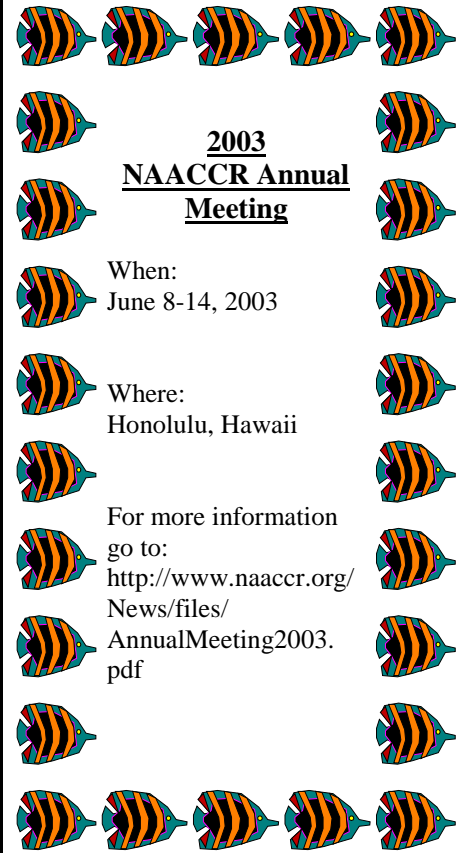 2003
NAACCR Annual
Meeting
When:
June 8-14, 2003
Where:
Honolulu, Hawaii
For more information
go to:
http://www.naaccr.org/
News/files/
AnnualMeeting2003.
pdf